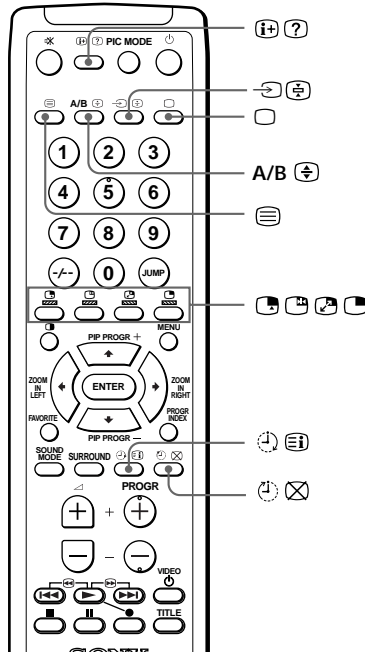 PIC MODE
A/B
A/B
1 2 3
4 5 6
7 8 9
-/-- 0 JUMP
PIP PROGR +
MENU
ZOOM IN LEFT
ENTER
ZOOM IN RIGHT
FAVORITE
PIP PROGR –
PROGR INDEX
SOUND MODE
SURROUND
PROGR
+ + +
– – –
VIDEO
TITLE